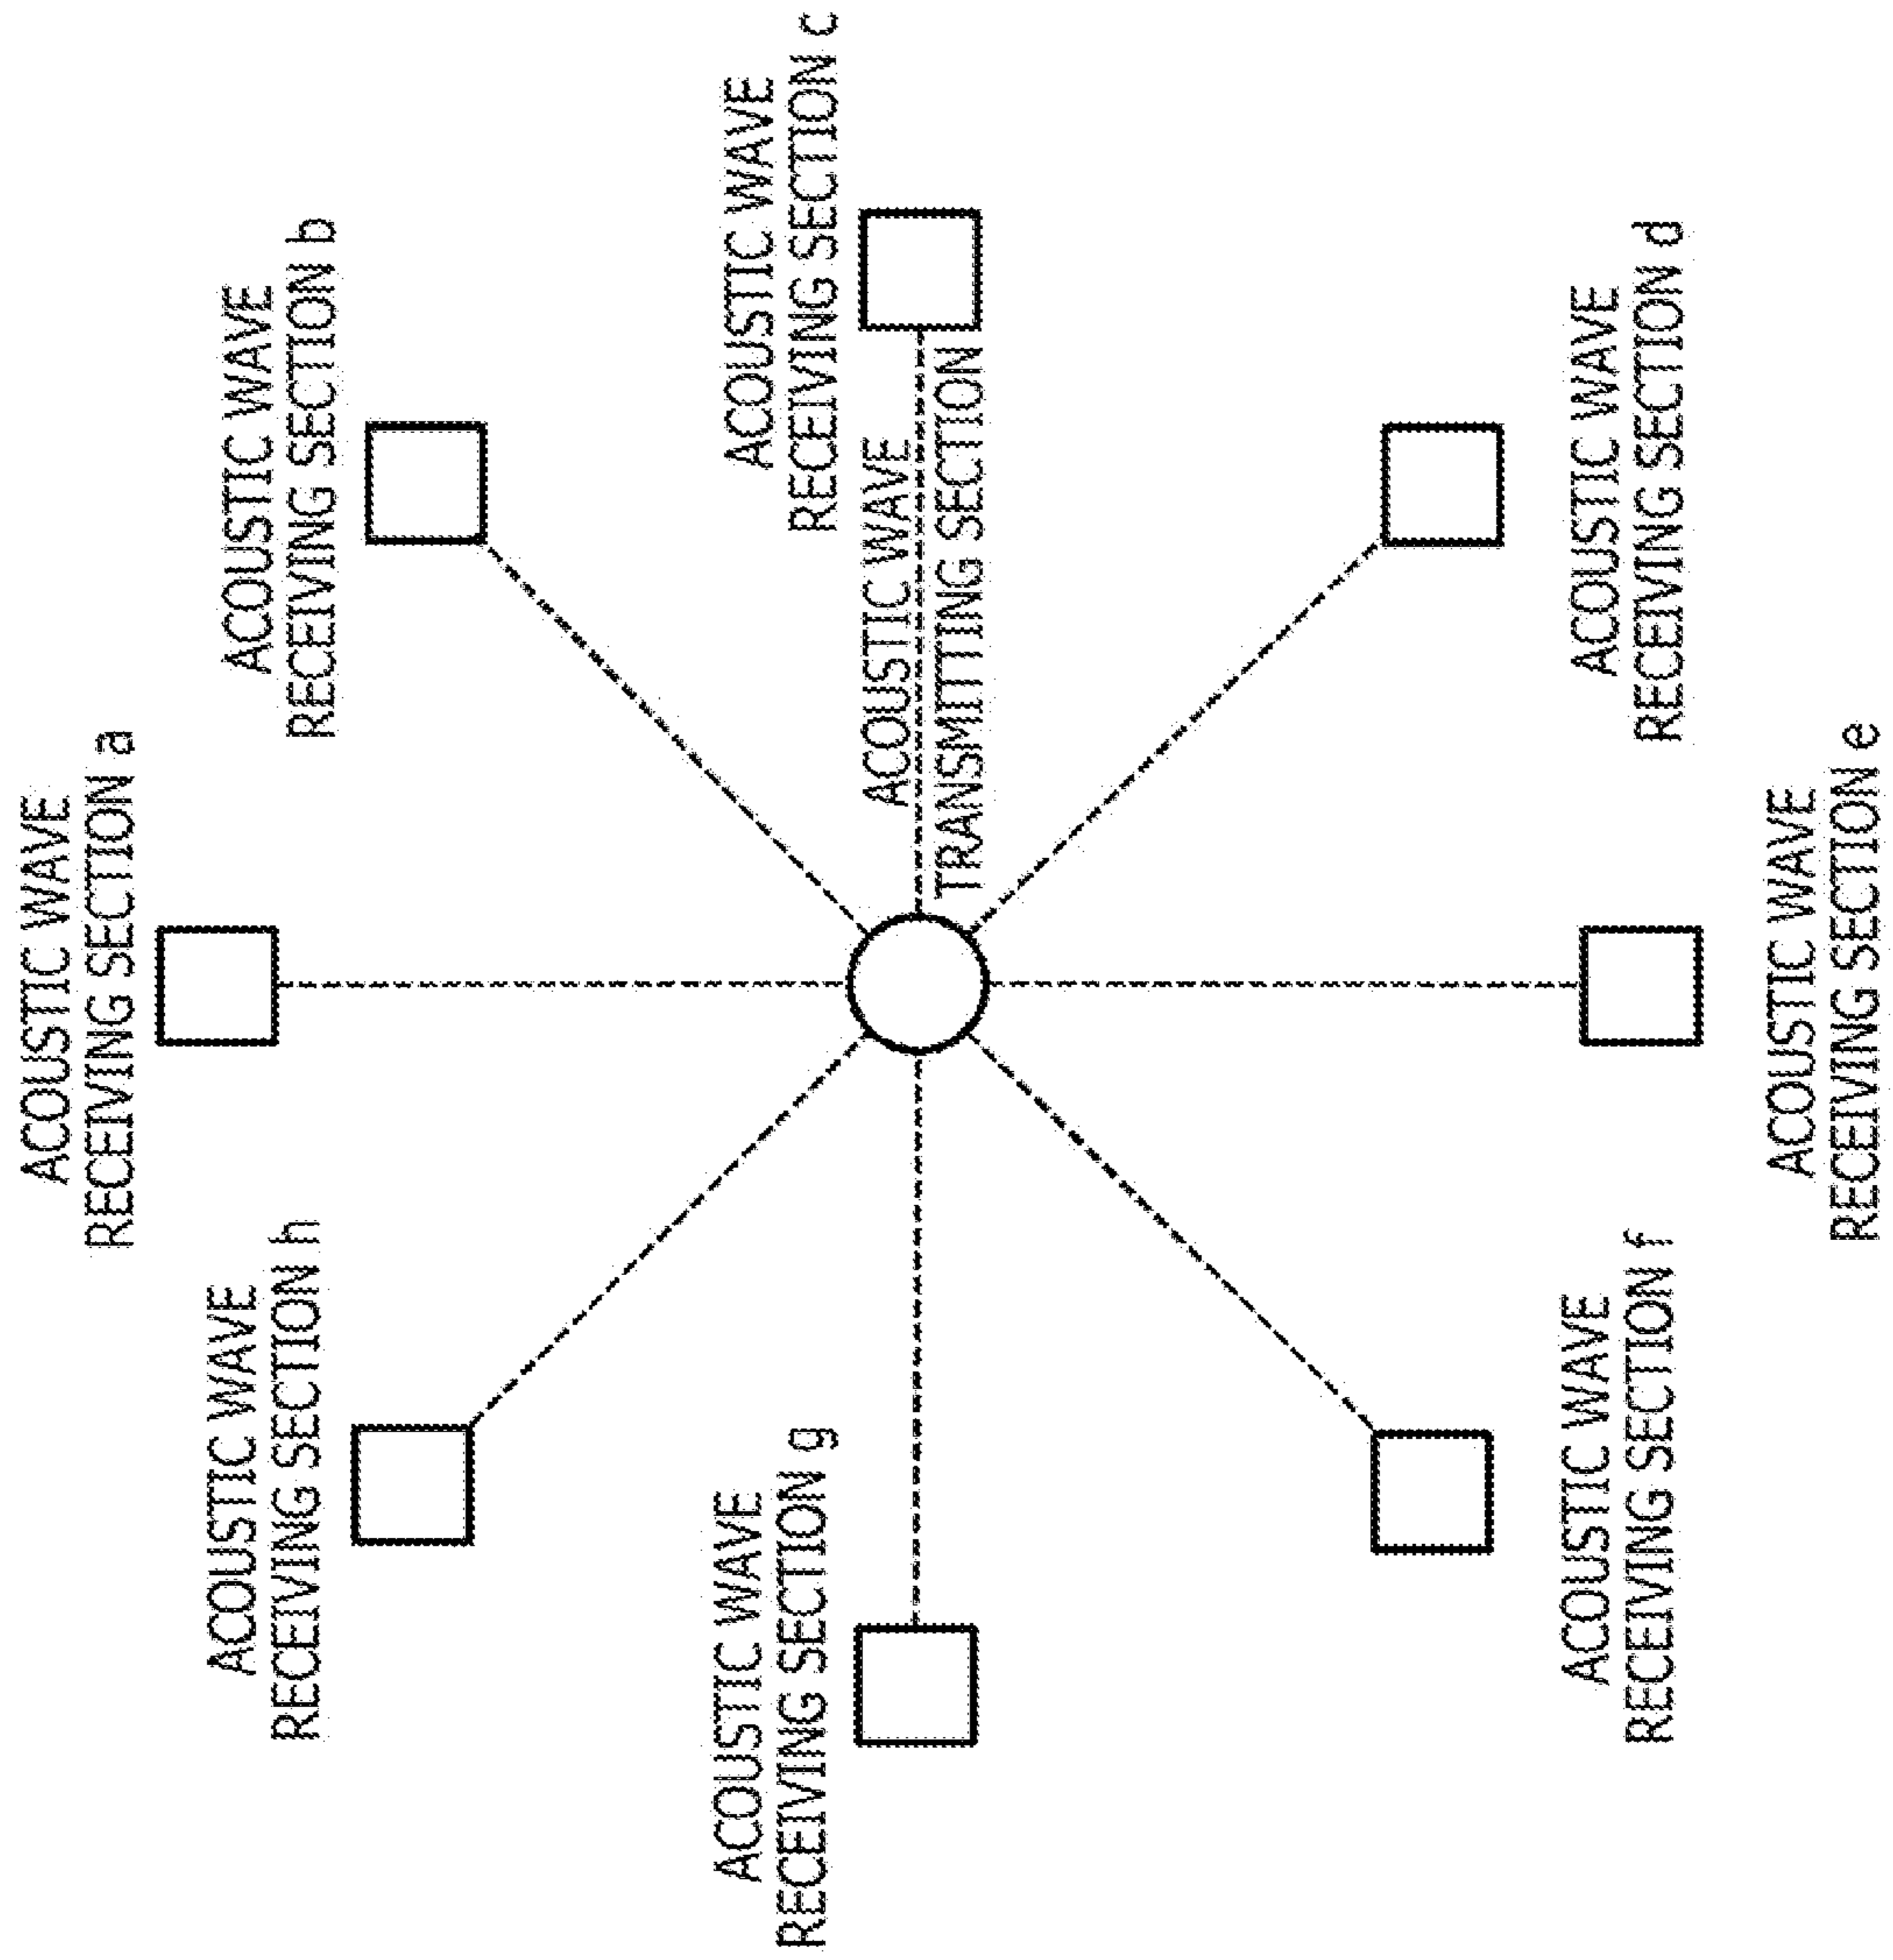 ACOUSTIC WAVE
RECEIVING SECTION a
ACOUSTIC WAVE
RECEIVING SECTION b
ACOUSTIC WAVE
RECEIVING SECTION c
ACOUSTIC WAVE
TRANSMITTING SECTION
ACOUSTIC WAVE
RECEIVING SECTION d
ACOUSTIC WAVE
RECEIVING SECTION e
ACOUSTIC WAVE
RECEIVING SECTION f
ACOUSTIC WAVE
RECEIVING SECTION g
ACOUSTIC WAVE
RECEIVING SECTION h